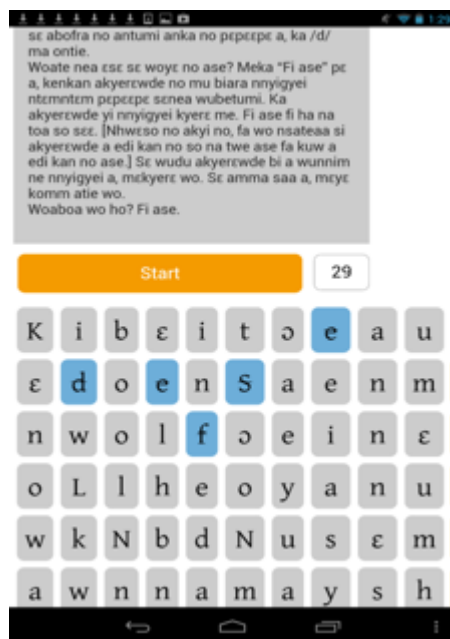 1:29
sɛ abofra no antumi anka no pɛpɛɛpɛ a, ka /d/
ma ontie.
Woate nea ɛsɛ sɛ woyɛ no ase? Meka “Fi ase” pɛ
a, kenkan akyerɛwde no mu biara nnyigyei
ntɛmntɛm pɛpɛɛpɛ sɛnea wubetumi. Ka
akyerɛwde yi nnyigyei kyerɛ me. Fi ase fi ha na
toa so sɛɛ. [Nhwɛso no akyi no, fa wo nsateaa si
akyerɛwde a edi kan no so na twe ase fa kuw a
edi kan no ase.] Sɛ wudu akyerɛwde bi a wunnim
ne nnyigyei a, mɛkyerɛ wo. Sɛ amma saa a, mɛyɛ
komm atie wo.
Woaboa wo ho? Fi ase.
Start 29
K i b ɛ i t ɔ e a u
ɛ d o e n S a e n m
n w o l f ɔ e i n ɛ
o L l h e o y a n u
w k N b d N u s ɛ m
a w n n a m a y s h